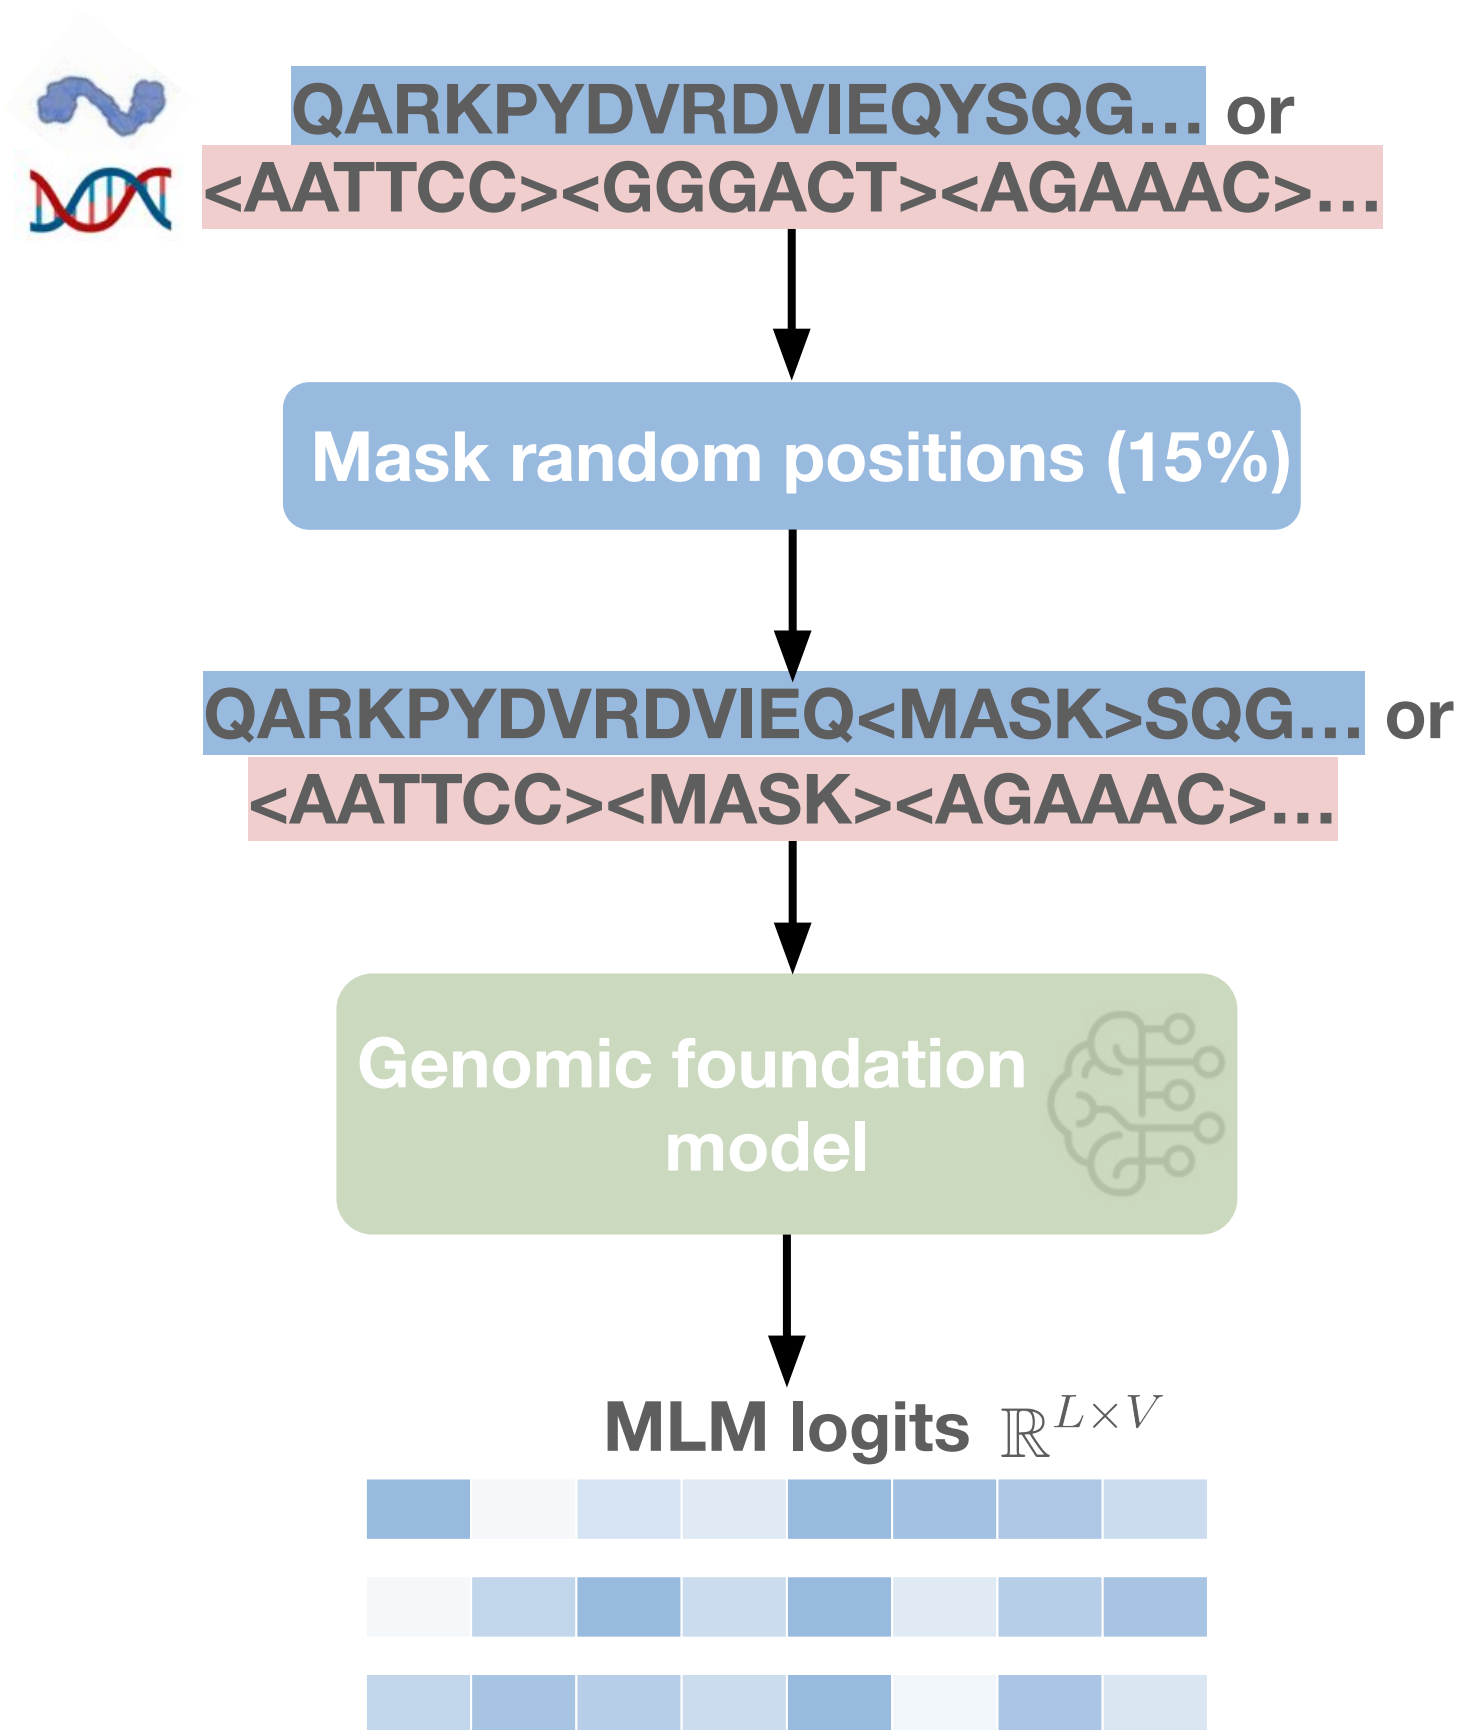 QARKPYDVRDVIEQYSQG... or
<AATTCC><GGGACT><AGAAAC>...
Mask random positions (15%)
QARKPYDVRDVIEQ<MASK>SQG... or
<AATTCC><MASK><AGAAAC>...
Genomic foundation
model
MLM logits ℝ^{L×V}